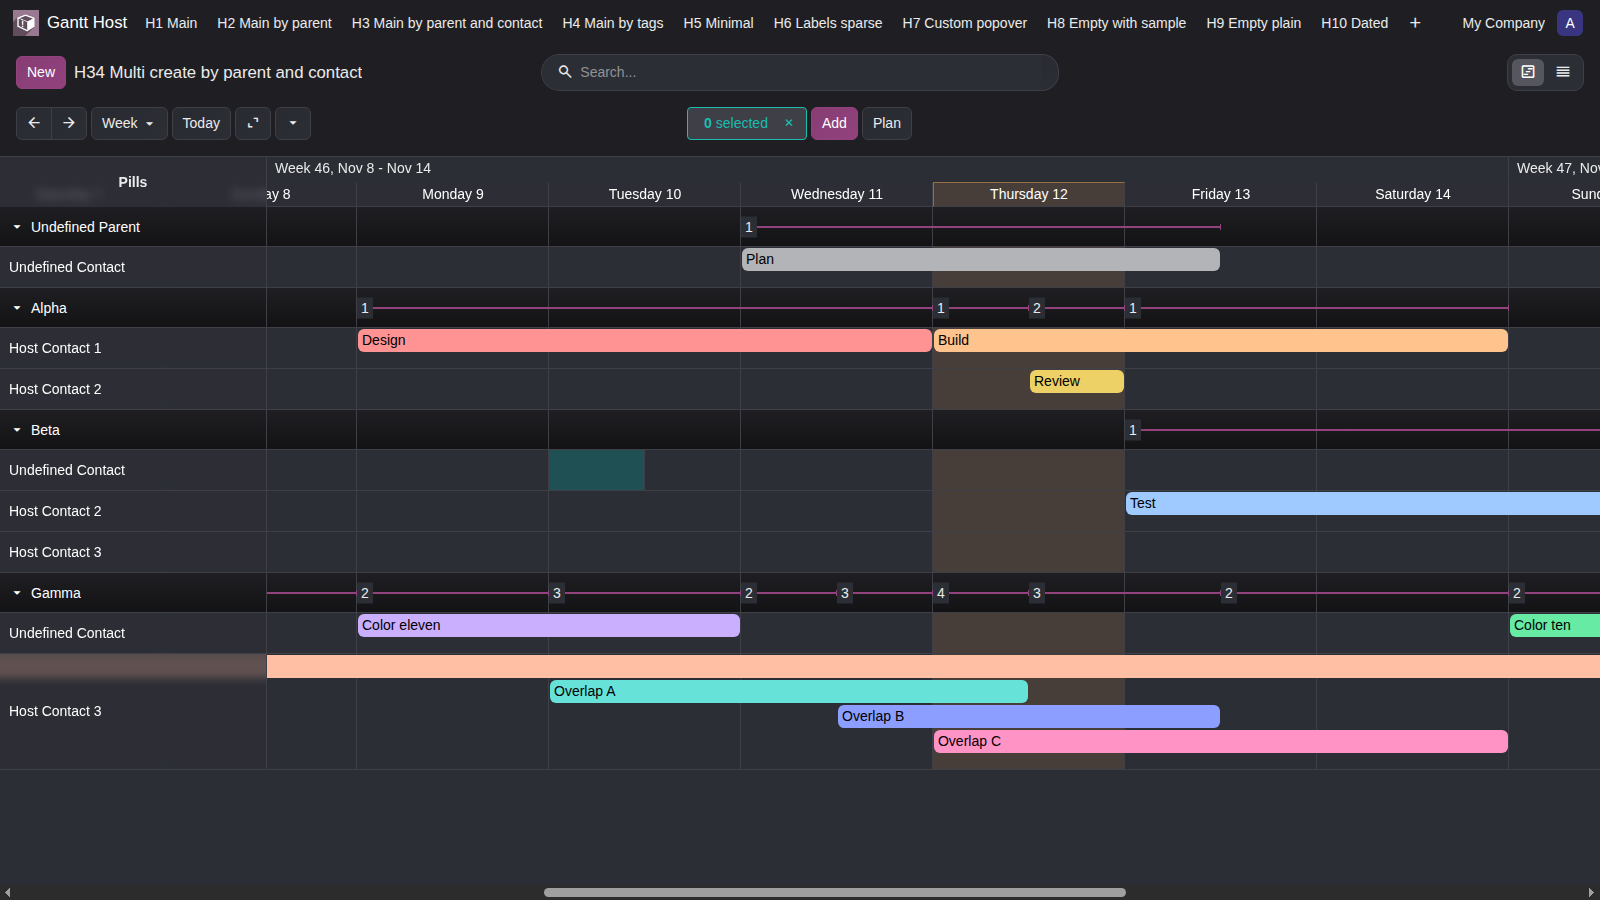 Gantt Host H1 Main H2 Main by parent H3 Main by parent and contact H4 Main by tags H5 Minimal H6 Labels sparse H7 Custom popover H8 Empty with sample H9 Empty plain H10 Dated + My Company A
New H34 Multi create by parent and contact Search...
Week Today 0 selected × Add Plan
Pills Week 46, Nov 8 - Nov 14 Week 47, Nov
ay 8 Monday 9 Tuesday 10 Wednesday 11 Thursday 12 Friday 13 Saturday 14 Sund
Undefined Parent 1
Undefined Contact Plan
Alpha 1 1 2 1
Host Contact 1 Design Build
Host Contact 2 Review
Beta 1
Undefined Contact
Host Contact 2 Test
Host Contact 3
Gamma 2 3 2 3 4 3 2 2
Undefined Contact Color eleven Color ten
Overlap A
Host Contact 3 Overlap B
Overlap C